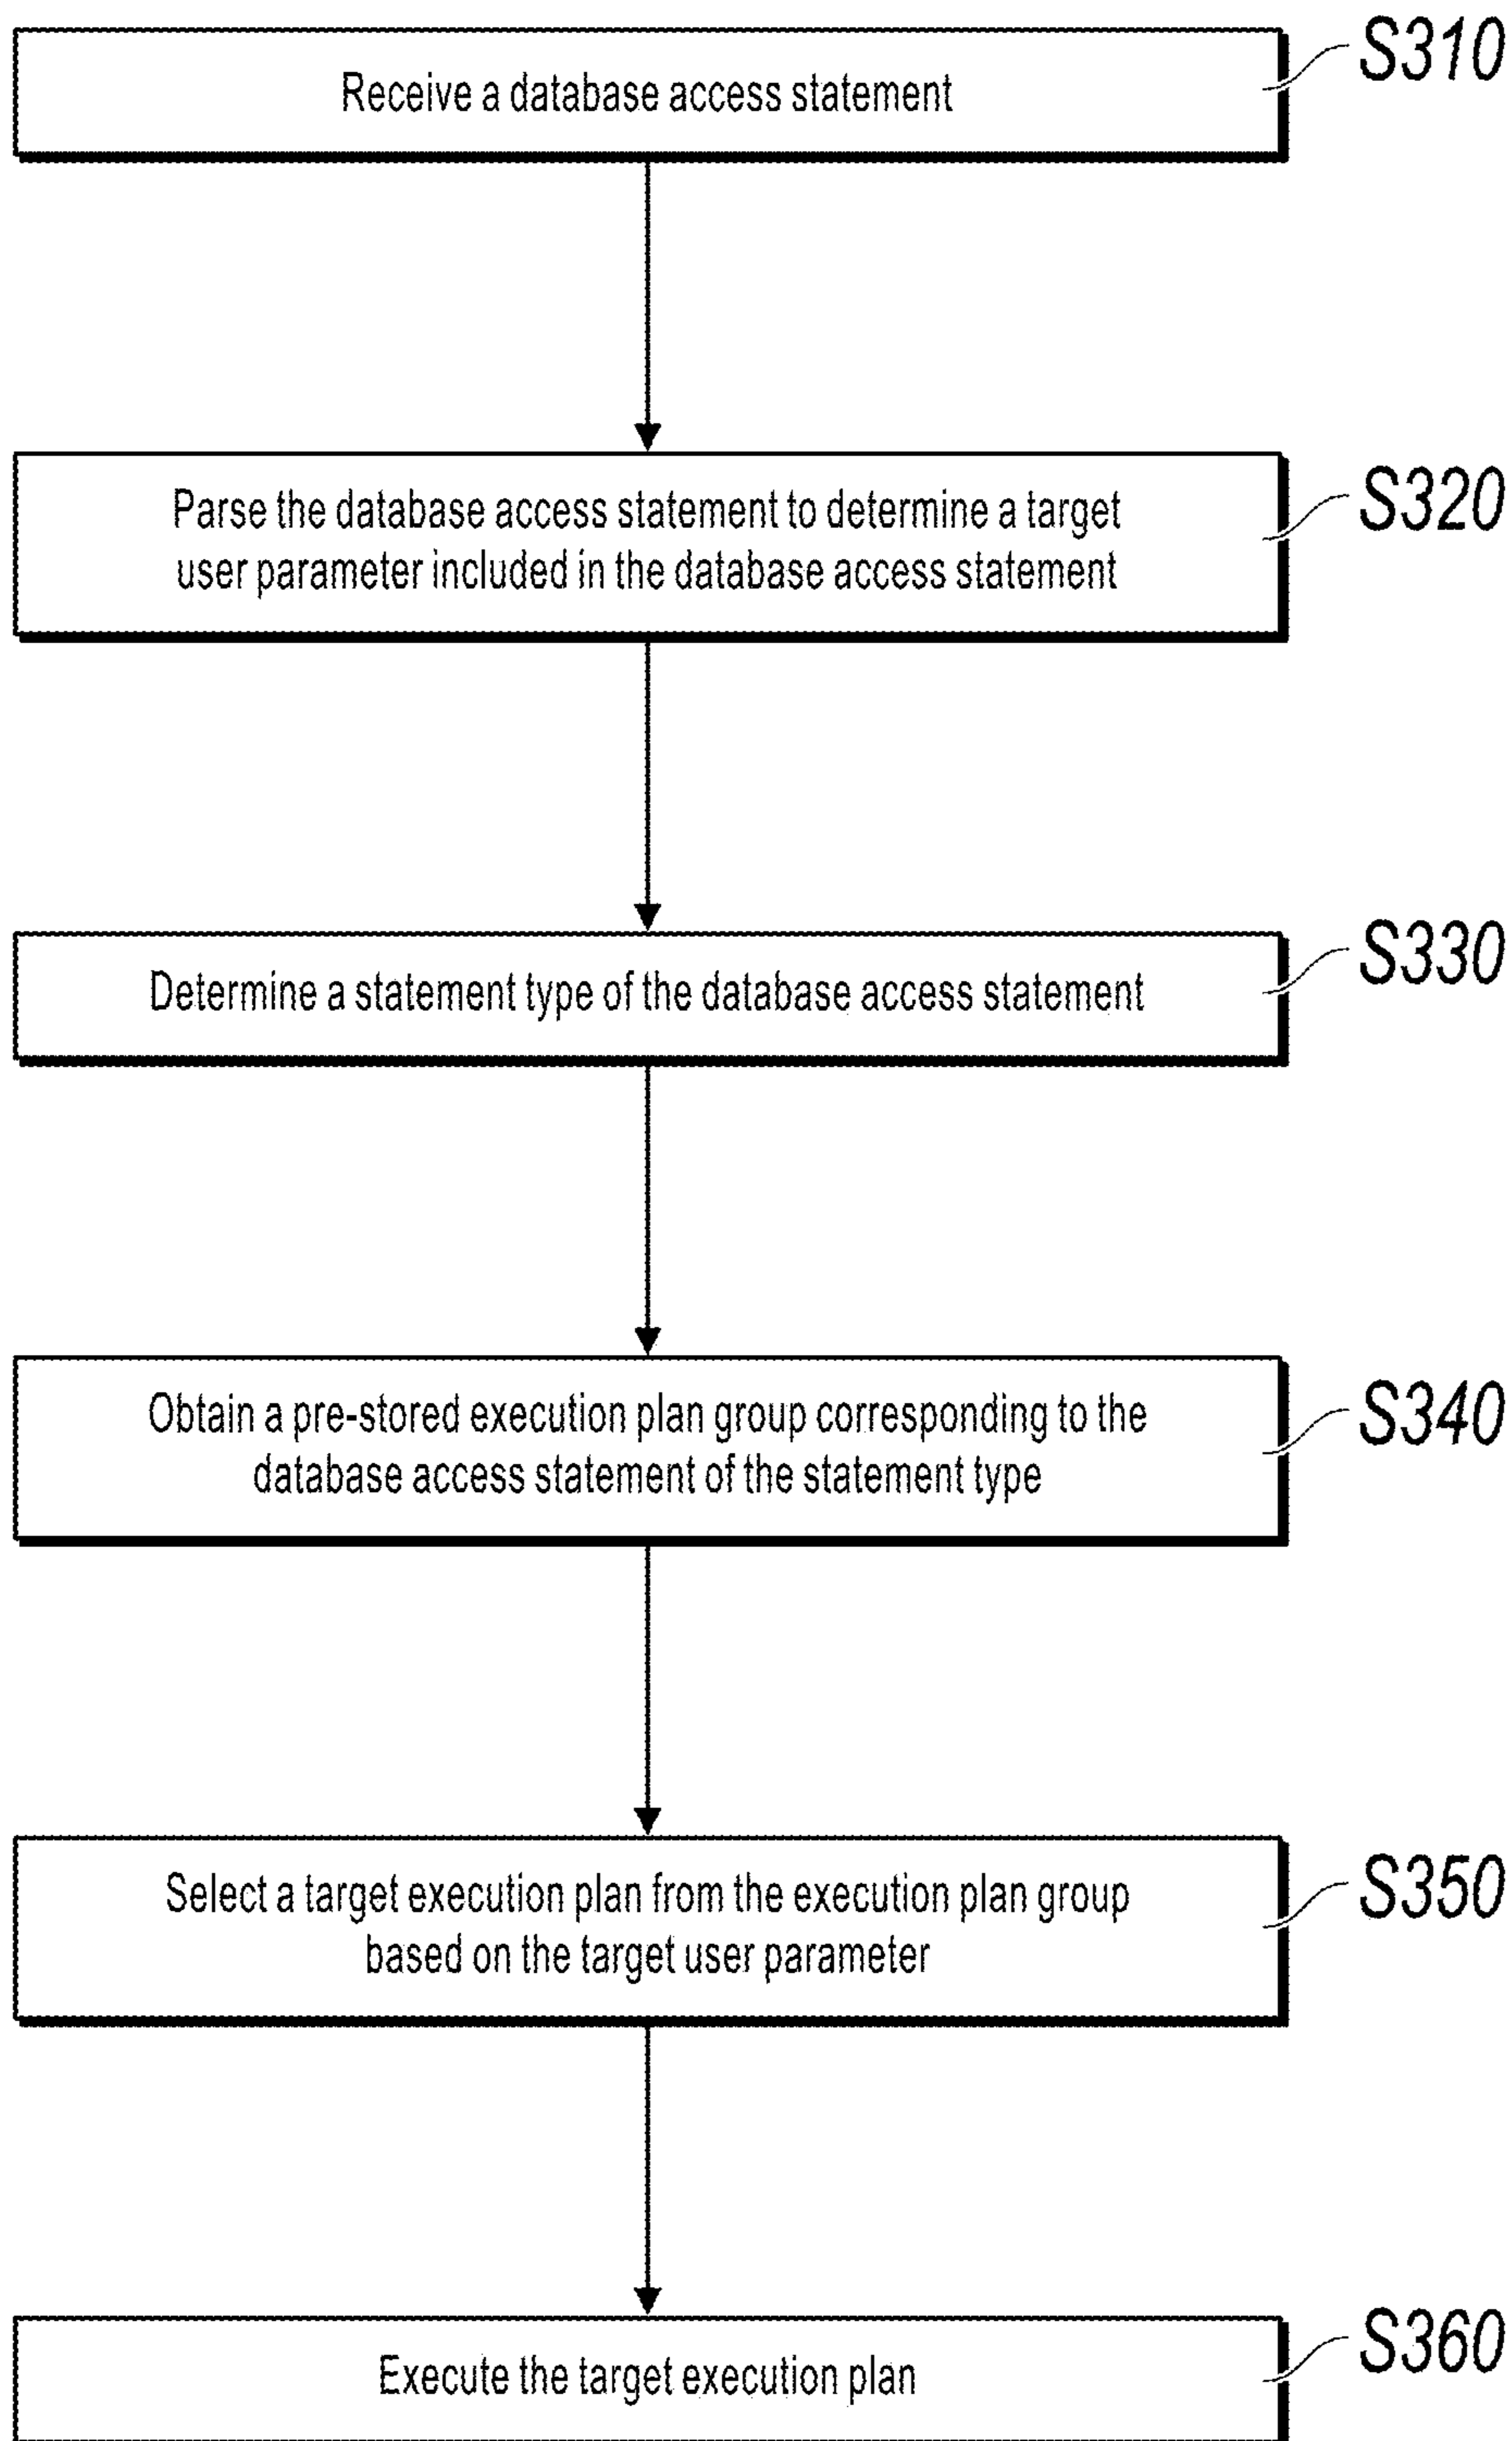 Receive a database access statement
S310
Parse the database access statement to determine a target
user parameter included in the database access statement
S320
Determine a statement type of the database access statement
S330
Obtain a pre-stored execution plan group corresponding to the
database access statement of the statement type
S340
Select a target execution plan from the execution plan group
based on the target user parameter
S350
Execute the target execution plan
S360